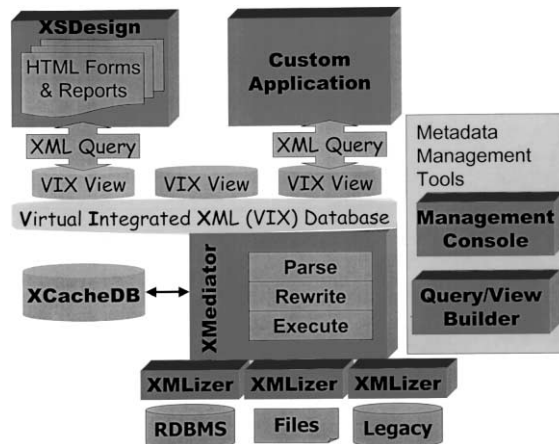 XSDesign
HTML Forms
& Reports
Custom
Application
XML Query
XML Query
VIX View
VIX View
VIX View
Virtual Integrated XML (VIX) Database
Metadata
Management
Tools
Management
Console
Query/View
Builder
XCacheDB
XMediator
Parse
Rewrite
Execute
XMLizer
XMLizer
XMLizer
RDBMS
Files
Legacy